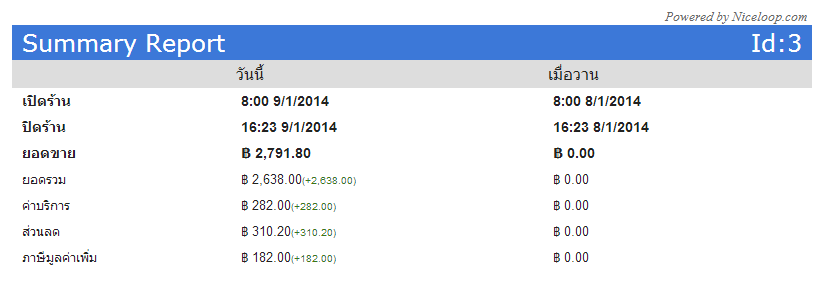 Powered by Niceloop.com
Summary Report Id:3
วันนี้ เมื่อวาน
เปิดร้าน 8:00 9/1/2014 8:00 8/1/2014
ปิดร้าน 16:23 9/1/2014 16:23 8/1/2014
ยอดขาย ฿ 2,791.80 ฿ 0.00
ยอดรวม ฿ 2,638.00(+2,638.00) ฿ 0.00
ค่าบริการ ฿ 282.00(+282.00) ฿ 0.00
ส่วนลด ฿ 310.20(+310.20) ฿ 0.00
ภาษีมูลค่าเพิ่ม ฿ 182.00(+182.00) ฿ 0.00